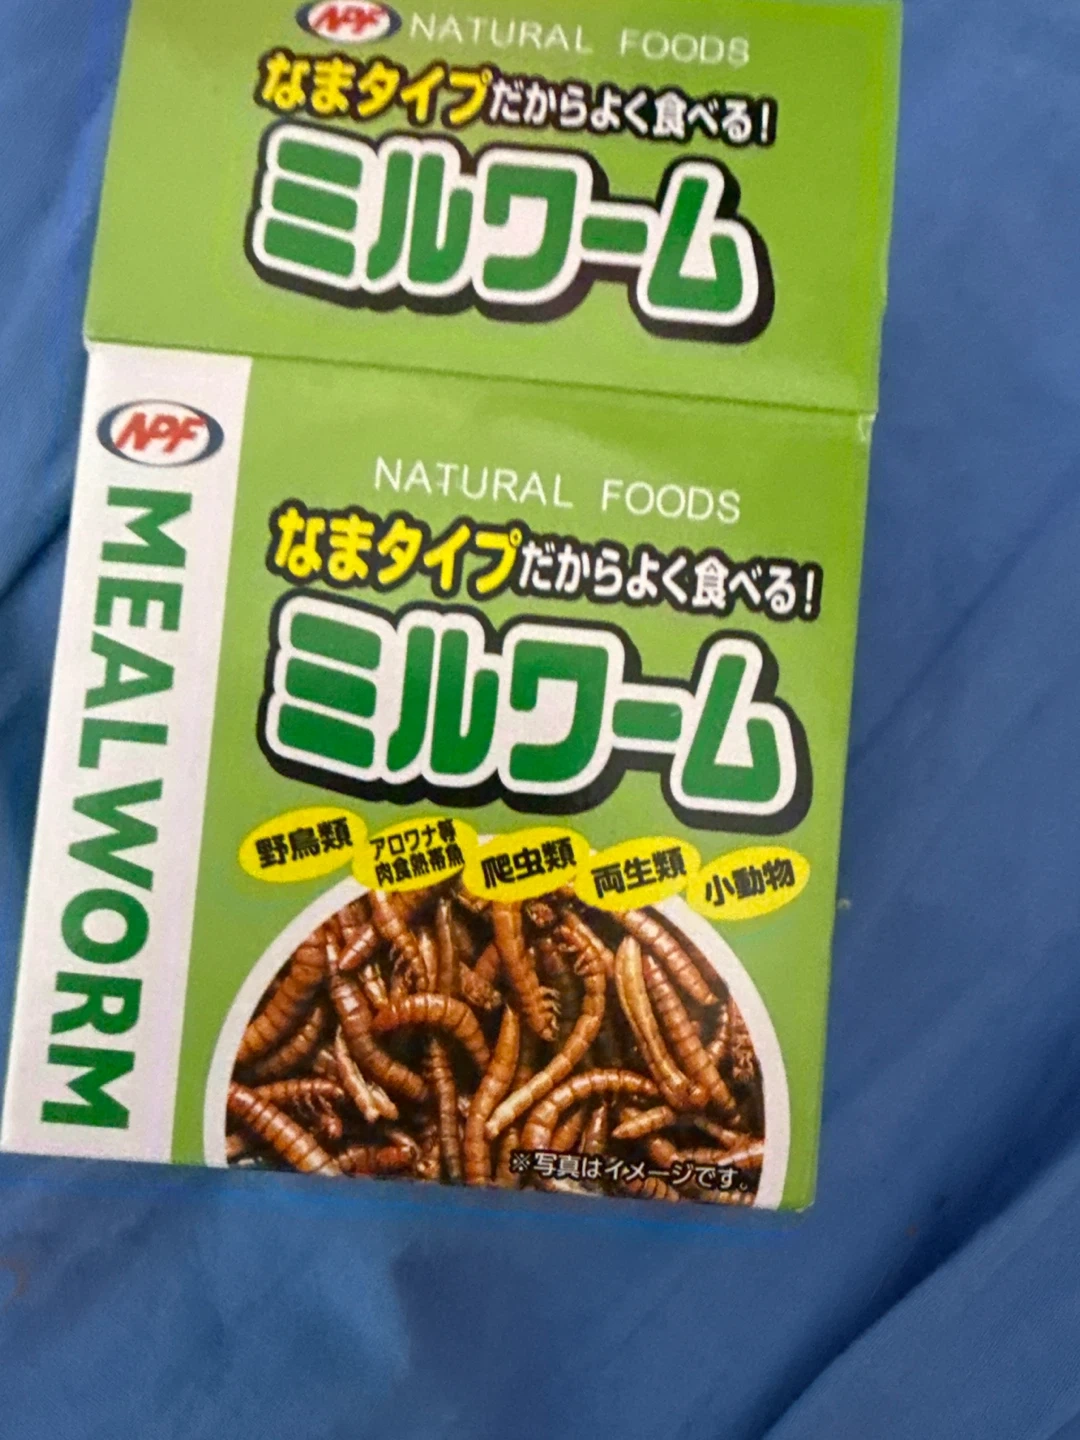 NPF NATURAL FOODS
なまタイプだからよく食べる!
ミルワーム
NPF
MEALWORM
NATURAL FOODS
なまタイプだからよく食べる!
ミルワーム
野鳥類
アロワナ等
肉食熱帯魚
爬虫類
両生類
小動物
※写真はイメージです。